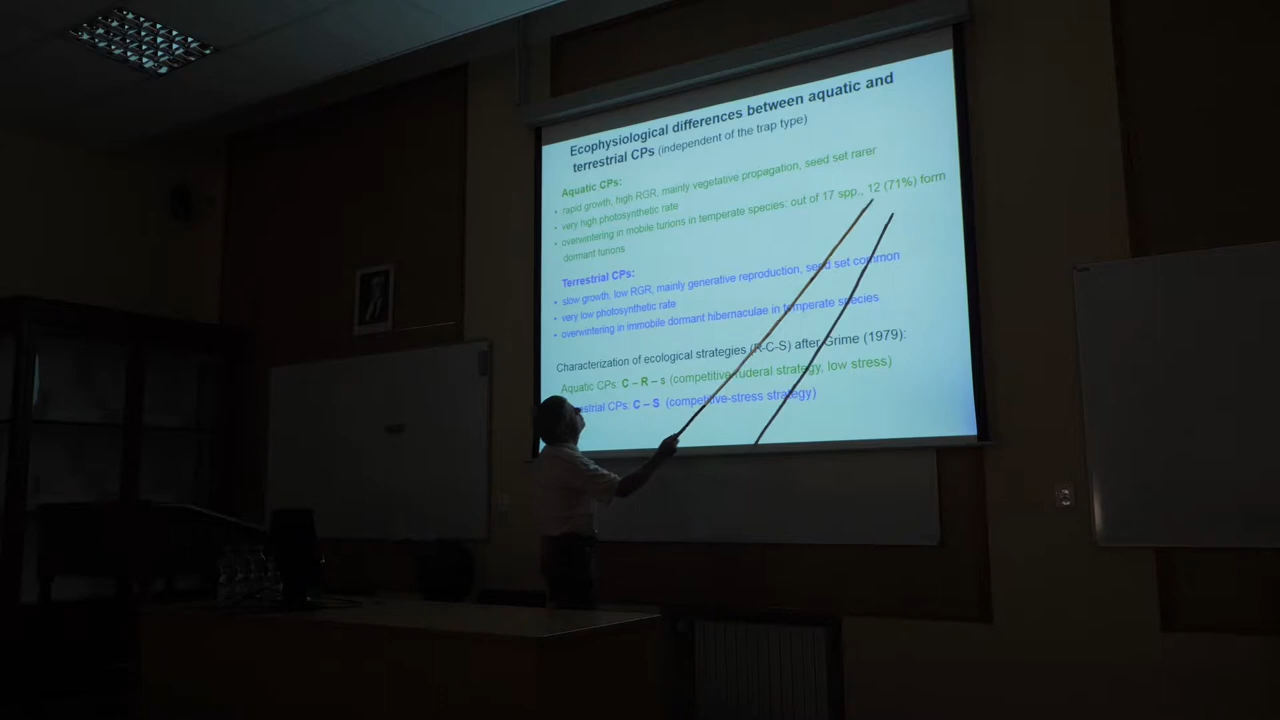 Ecophysiological differences between aquatic and
terrestrial CPs (independent of the trap type)
Aquatic CPs:
• rapid growth, high RGR, mainly vegetative propagation, seed set rarer
• very high photosynthetic rate
• overwintering in mobile turions in temperate species: out of 17 spp., 12 (71%) form
dormant turions
Terrestrial CPs:
• slow growth, low RGR, mainly generative reproduction, seed set common
• very low photosynthetic rate
• overwintering in immobile dormant hibernaculae in temperate species
Characterization of ecological strategies (R-C-S) after Grime (1979):
Aquatic CPs: C – R – s (competitive-ruderal strategy, low stress)
strial CPs: C – S (competitive-stress strategy)